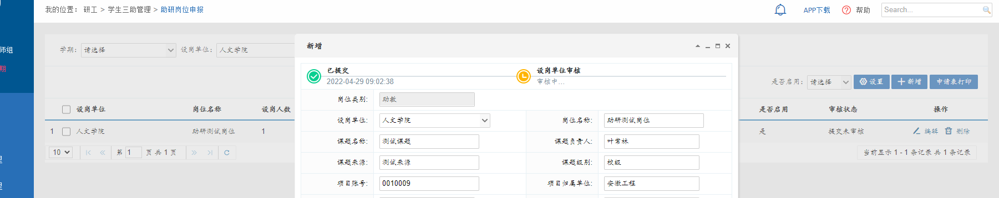 我的位置： 研工 > 学生三助管理 > 助研岗位申报
APP下载
帮助
Search...
师组
期
理
理
学期：
请选择
设岗单位：
人文学院
是否启用：
请选择
设置
新增
申请表打印
设岗单位
岗位名称
设岗人数
是否启用
审核状态
操作
1
人文学院
助研测试岗位
1
是
提交未审核
编辑
删除
10
第 1 页 共 1 页
当前显示 1 - 1 条记录 共 1 条记录
新增
已提交
2022-04-29 09:02:38
设岗单位审核
审核中...
岗位类别:
助教
设岗单位:
人文学院
岗位名称:
助研测试岗位
课题名称:
测试课题
课题负责人:
叶常林
课题来源:
测试来源
课题级别:
校级
项目账号:
0010009
项目归属单位:
安徽工程